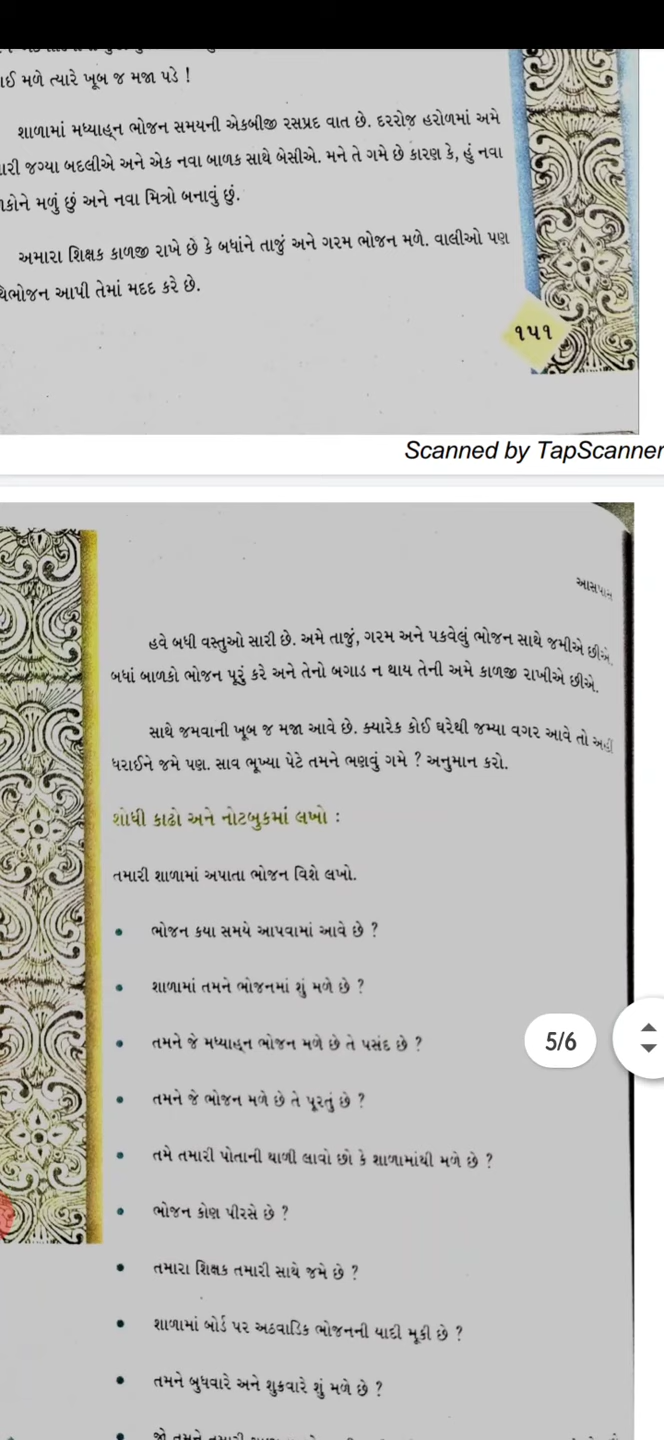 ઈ મળે ત્યારે ખૂબ જ મજા પડે !
શાળામાં મધ્યાહ્ન ભોજન સમયની એકબીજી રસપ્રદ વાત છે. દરરોજ હરોળમાં અમે
ારી જગ્યા બદલીએ અને એક નવા બાળક સાથે બેસીએ. મને તે ગમે છે કારણ કે, હું નવા
કોને મળું છું અને નવા મિત્રો બનાવું છું.
અમારા શિક્ષક કાળજી રાખે છે કે બધાંને તાજું અને ગરમ ભોજન મળે. વાલીઓ પણ
થેભોજન આપી તેમાં મદદ કરે છે.
૧૫૧
Scanned by TapScanner
આસપાસ
હવે બધી વસ્તુઓ સારી છે. અમે તાજું, ગરમ અને પકવેલું ભોજન સાથે જમીએ છીએ.
બધાં બાળકો ભોજન પૂરું કરે અને તેનો બગાડ ન થાય તેની અમે કાળજી રાખીએ છીએ.
સાથે જમવાની ખૂબ જ મજા આવે છે. ક્યારેક કોઈ ઘરેથી જમ્યા વગર આવે તો અહીં
ધરાઈને જમે પણ. સાવ ભૂખ્યા પેટે તમને ભણવું ગમે ? અનુમાન કરો.
શોધી કાઢો અને નોટબુકમાં લખો :
તમારી શાળામાં અપાતા ભોજન વિશે લખો.
• ભોજન કયા સમયે આપવામાં આવે છે ?
• શાળામાં તમને ભોજનમાં શું મળે છે ?
• તમને જે મધ્યાહ્ન ભોજન મળે છે તે પસંદ છે ?
5/6
• તમને જે ભોજન મળે છે તે પૂરતું છે ?
• તમે તમારી પોતાની થાળી લાવો છો કે શાળામાંથી મળે છે ?
• ભોજન કોણ પીરસે છે ?
• તમારા શિક્ષક તમારી સાથે જમે છે ?
• શાળામાં બોર્ડ પર અઠવાડિક ભોજનની યાદી મૂકી છે ?
• તમને બુધવારે અને શુક્રવારે શું મળે છે ?